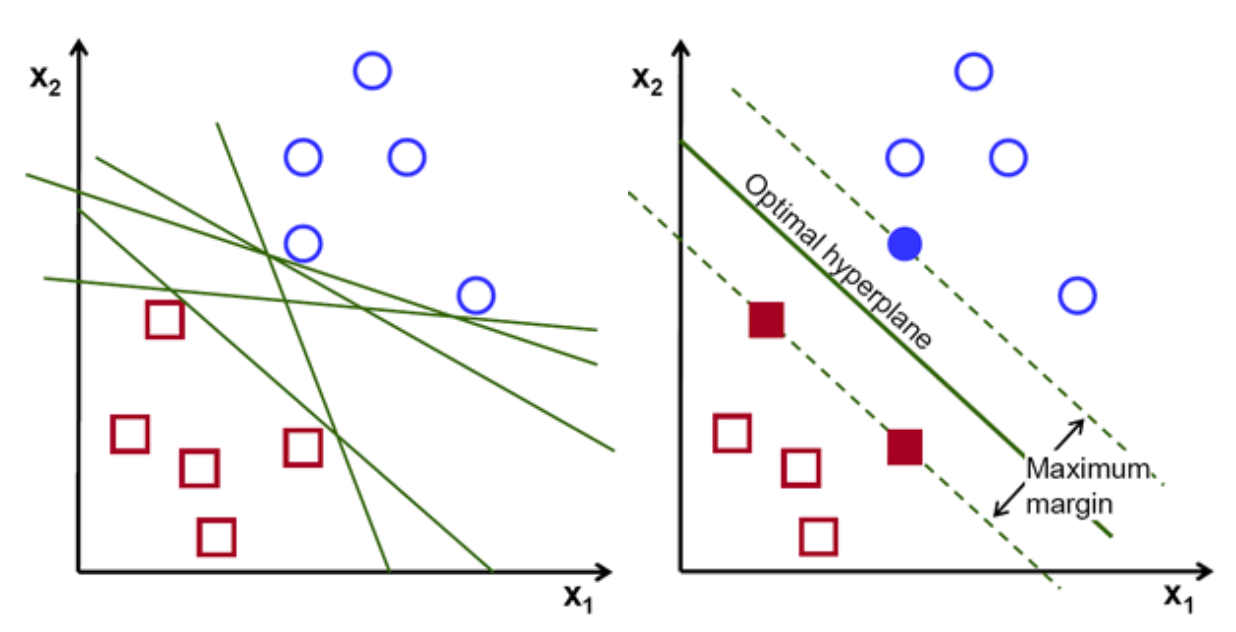 x₂
x₁
x₂
Optimal hyperplane
Maximum
margin
x₁